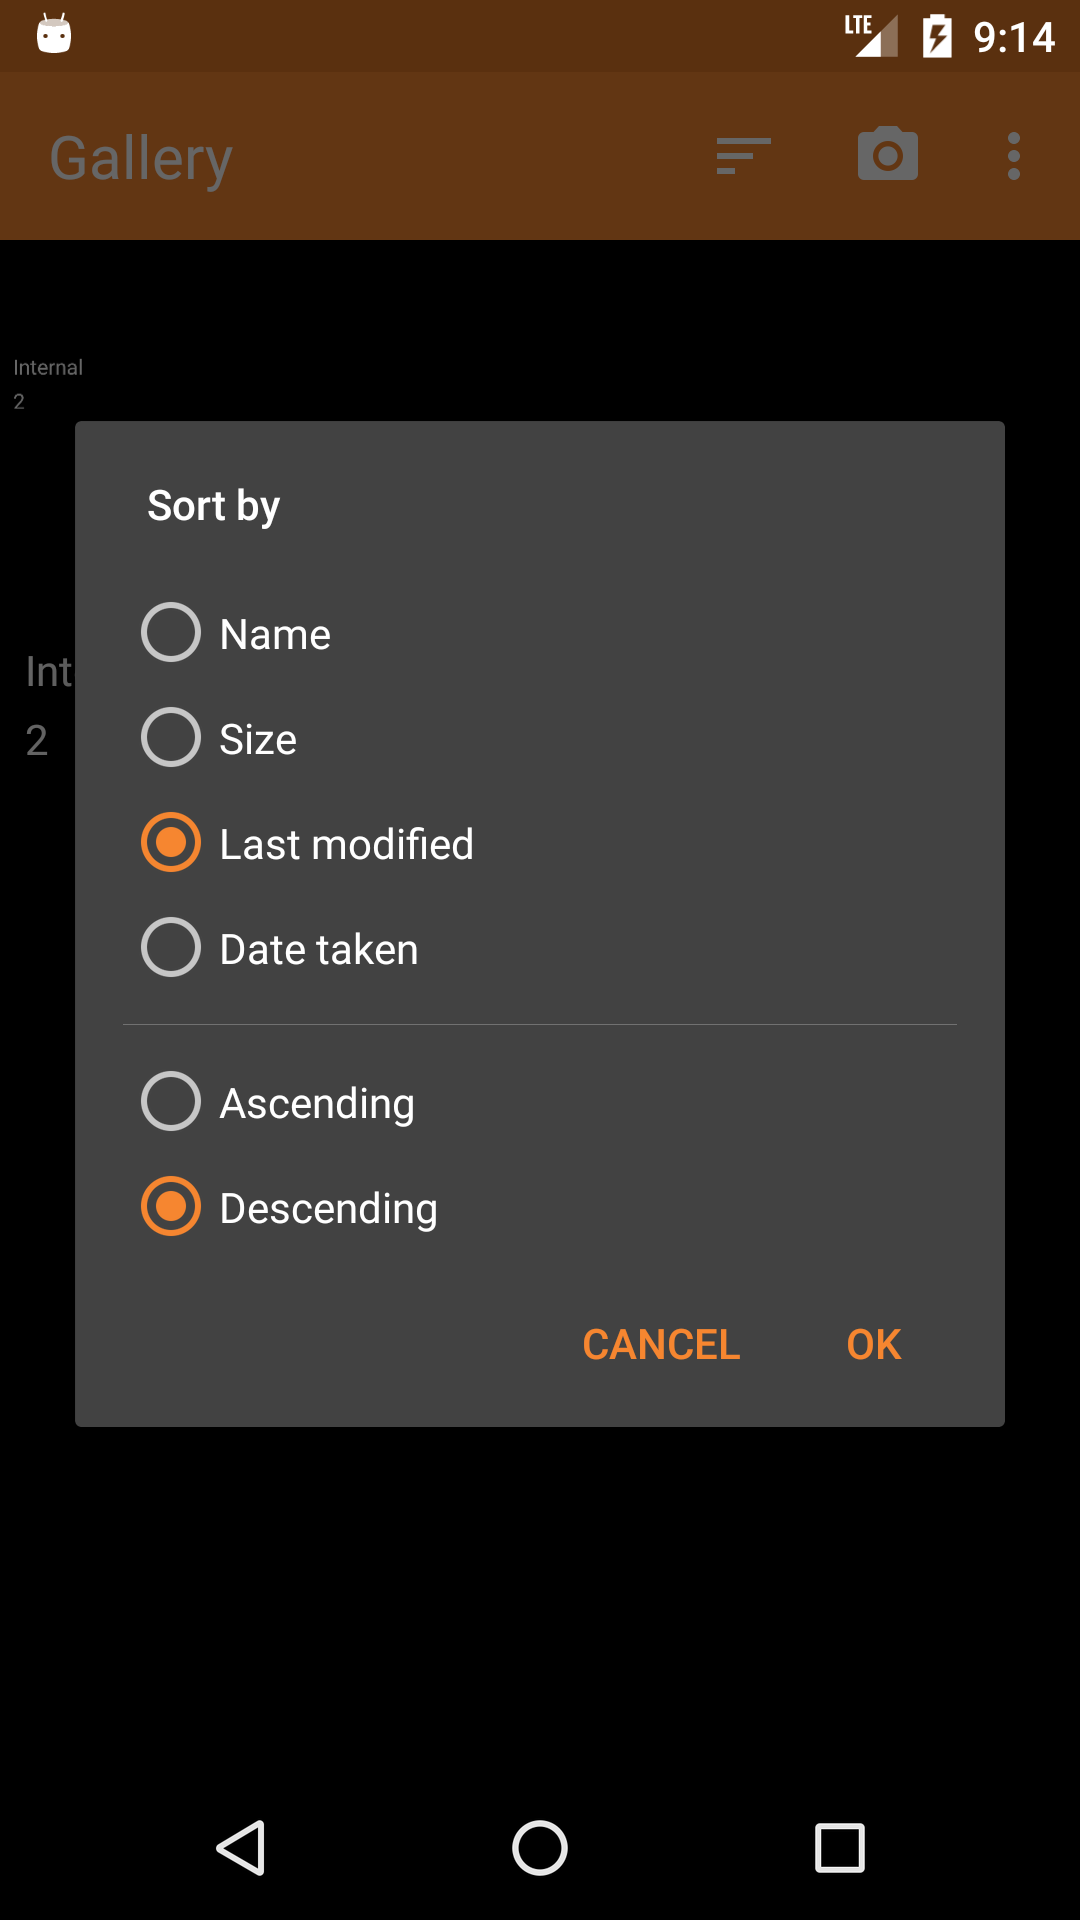 LTE 9:14
Gallery
Internal
2
Sort by
Name
Int
Size
2
Last modified
Date taken
Ascending
Descending
CANCEL OK